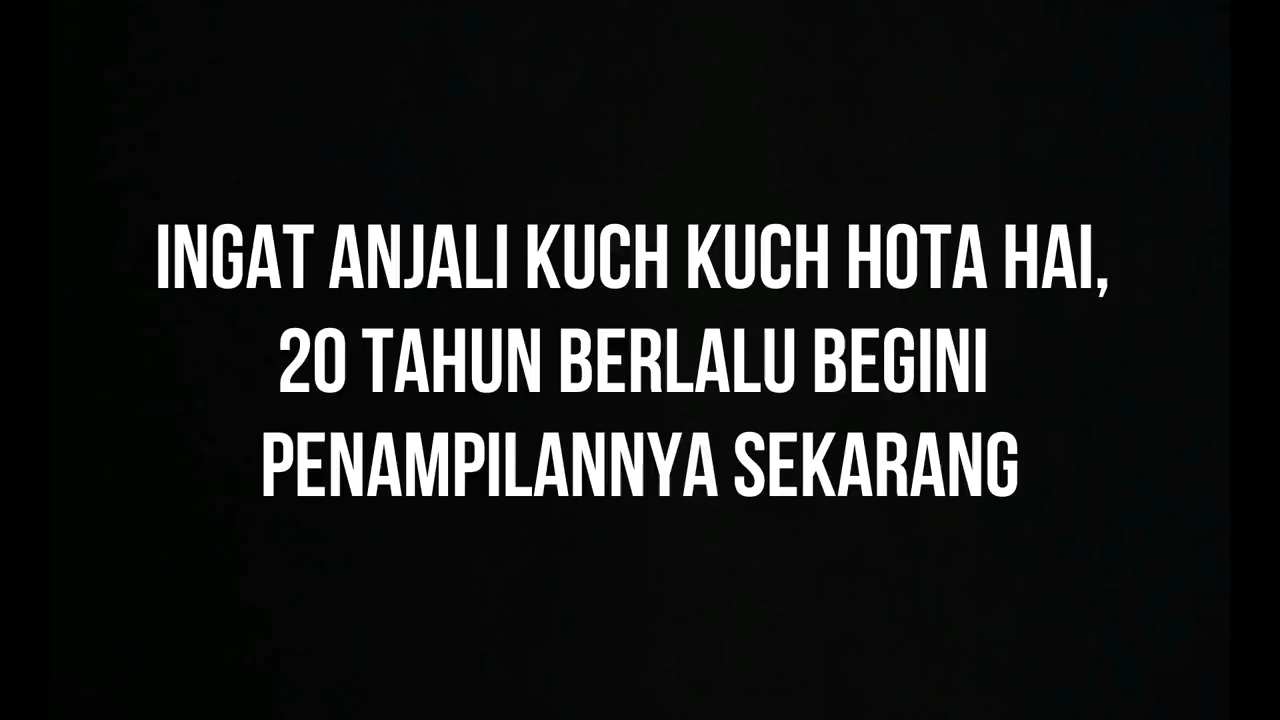 INGAT ANJALI KUCH KUCH HOTA HAI,
20 TAHUN BERLALU BEGINI
PENAMPILANNYA SEKARANG